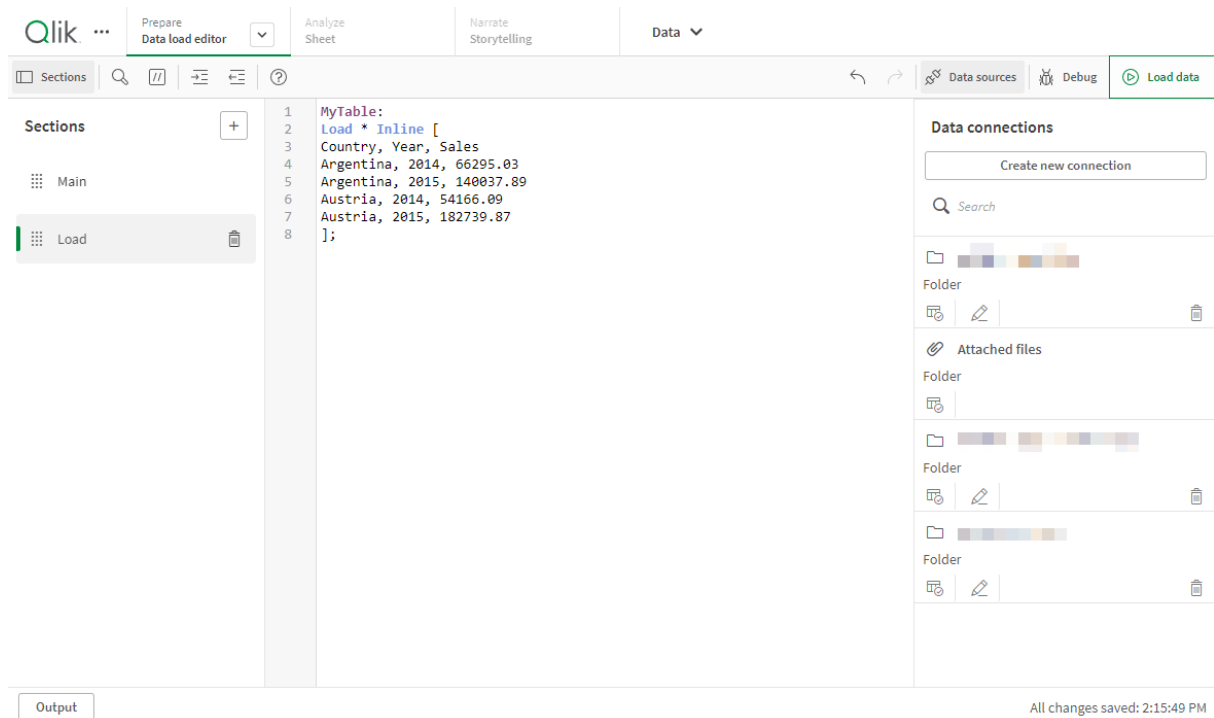 Qlik
Prepare
Data load editor
Analyze
Sheet
Narrate
Storytelling
Data
Sections
//
?
Data sources
Debug
Load data
Sections
+
Main
Load
1 MyTable:
2 Load * Inline [
3 Country, Year, Sales
4 Argentina, 2014, 66295.03
5 Argentina, 2015, 140037.89
6 Austria, 2014, 54166.09
7 Austria, 2015, 182739.87
8 ];
Data connections
Create new connection
Search
Folder
Attached files
Folder
Folder
Folder
Output
All changes saved: 2:15:49 PM